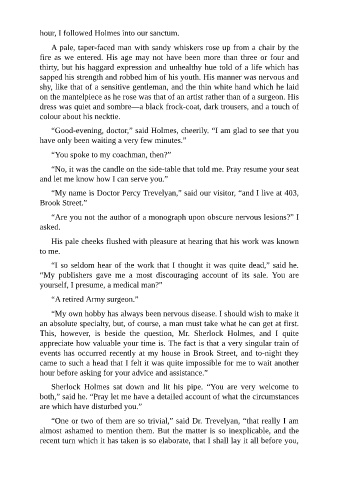 hour, I followed Holmes into our sanctum.
A pale, taper-faced man with sandy whiskers rose up from a chair by the
fire as we entered. His age may not have been more than three or four and
thirty, but his haggard expression and unhealthy hue told of a life which has
sapped his strength and robbed him of his youth. His manner was nervous and
shy, like that of a sensitive gentleman, and the thin white hand which he laid
on the mantelpiece as he rose was that of an artist rather than of a surgeon. His
dress was quiet and sombre—a black frock-coat, dark trousers, and a touch of
colour about his necktie.
“Good-evening, doctor,” said Holmes, cheerily. “I am glad to see that you
have only been waiting a very few minutes.”
“You spoke to my coachman, then?”
“No, it was the candle on the side-table that told me. Pray resume your seat
and let me know how I can serve you.”
“My name is Doctor Percy Trevelyan,” said our visitor, “and I live at 403,
Brook Street.”
“Are you not the author of a monograph upon obscure nervous lesions?” I
asked.
His pale cheeks flushed with pleasure at hearing that his work was known
to me.
“I so seldom hear of the work that I thought it was quite dead,” said he.
“My publishers gave me a most discouraging account of its sale. You are
yourself, I presume, a medical man?”
“A retired Army surgeon.”
“My own hobby has always been nervous disease. I should wish to make it
an absolute specialty, but, of course, a man must take what he can get at first.
This, however, is beside the question, Mr. Sherlock Holmes, and I quite
appreciate how valuable your time is. The fact is that a very singular train of
events has occurred recently at my house in Brook Street, and to-night they
came to such a head that I felt it was quite impossible for me to wait another
hour before asking for your advice and assistance.”
Sherlock Holmes sat down and lit his pipe. “You are very welcome to
both,” said he. “Pray let me have a detailed account of what the circumstances
are which have disturbed you.”
“One or two of them are so trivial,” said Dr. Trevelyan, “that really I am
almost ashamed to mention them. But the matter is so inexplicable, and the
recent turn which it has taken is so elaborate, that I shall lay it all before you,